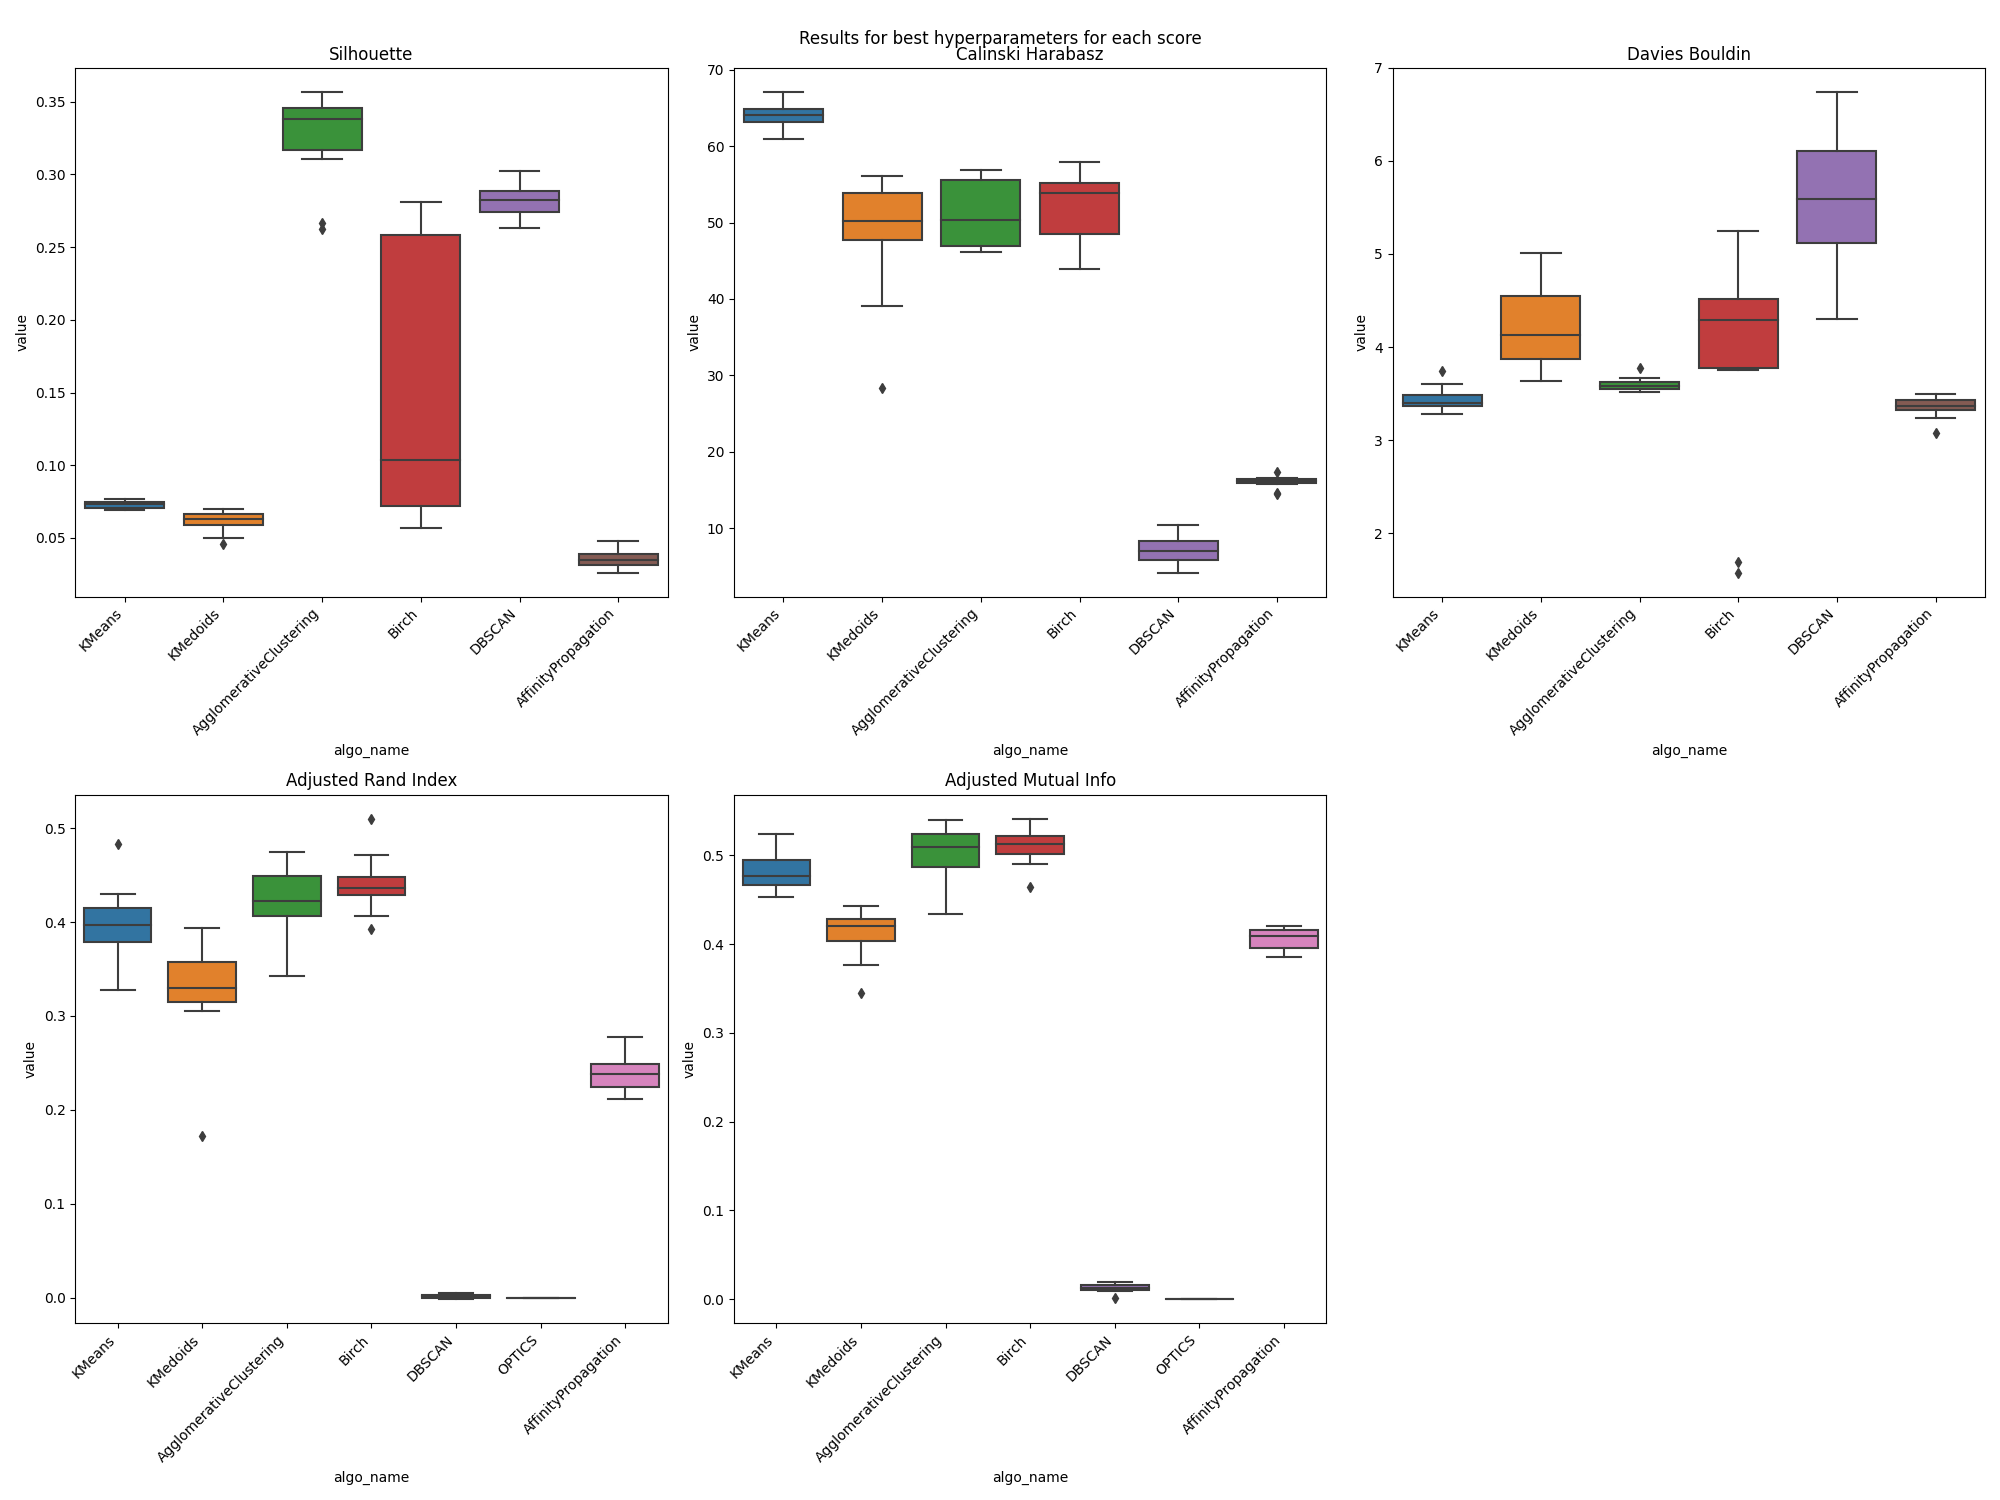 Results for best hyperparameters for each score
Silhouette
Calinski Harabasz
Davies Bouldin
value
0.35
0.30
0.25
0.20
0.15
0.10
0.05
KMeans
KMedoids
AgglomerativeClustering
Birch
DBSCAN
AffinityPropagation
algo_name
value
70
60
50
40
30
20
10
KMeans
KMedoids
AgglomerativeClustering
Birch
DBSCAN
AffinityPropagation
algo_name
value
7
6
5
4
3
2
KMeans
KMedoids
AgglomerativeClustering
Birch
DBSCAN
AffinityPropagation
algo_name
Adjusted Rand Index
value
0.5
0.4
0.3
0.2
0.1
0.0
KMeans
KMedoids
AgglomerativeClustering
Birch
DBSCAN
OPTICS
AffinityPropagation
algo_name
Adjusted Mutual Info
value
0.5
0.4
0.3
0.2
0.1
0.0
KMeans
KMedoids
AgglomerativeClustering
Birch
DBSCAN
OPTICS
AffinityPropagation
algo_name